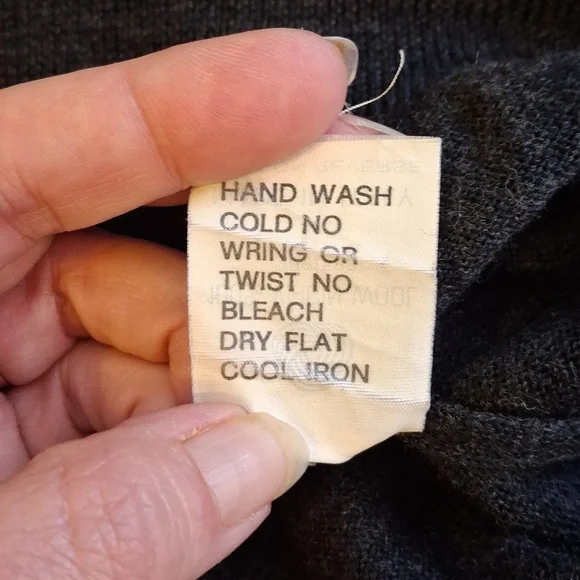 HAND WASH
COLD NO
WRING OR
TWIST NO
BLEACH
DRY FLAT
COOL IRON